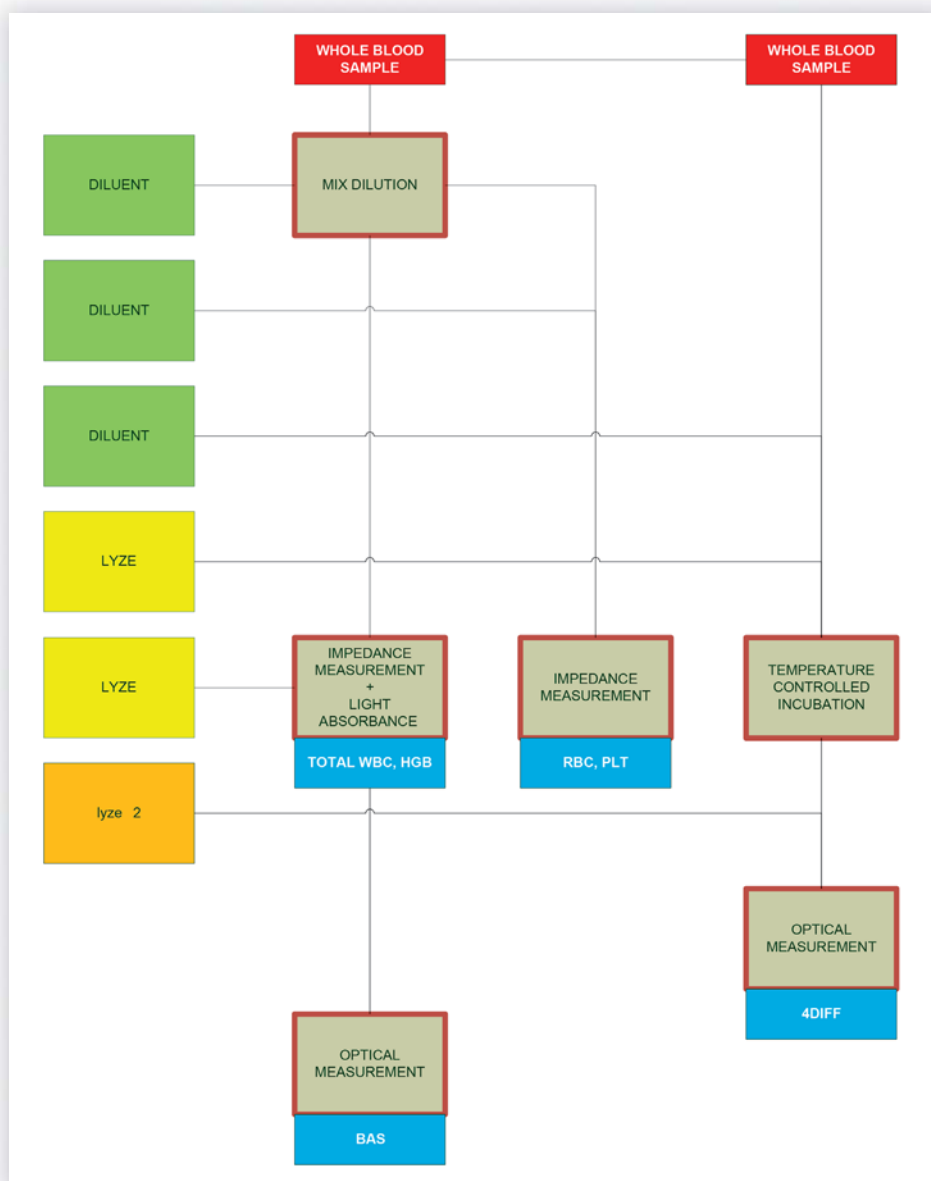 WHOLE BLOOD
SAMPLE
WHOLE BLOOD
SAMPLE
DILUENT
MIX DILUTION
DILUENT
DILUENT
LYZE
LYZE
IMPEDANCE
MEASUREMENT
+
LIGHT
ABSORBANCE
TOTAL WBC, HGB
IMPEDANCE
MEASUREMENT
RBC, PLT
TEMPERATURE
CONTROLLED
INCUBATION
lyze 2
OPTICAL
MEASUREMENT
4DIFF
OPTICAL
MEASUREMENT
BAS